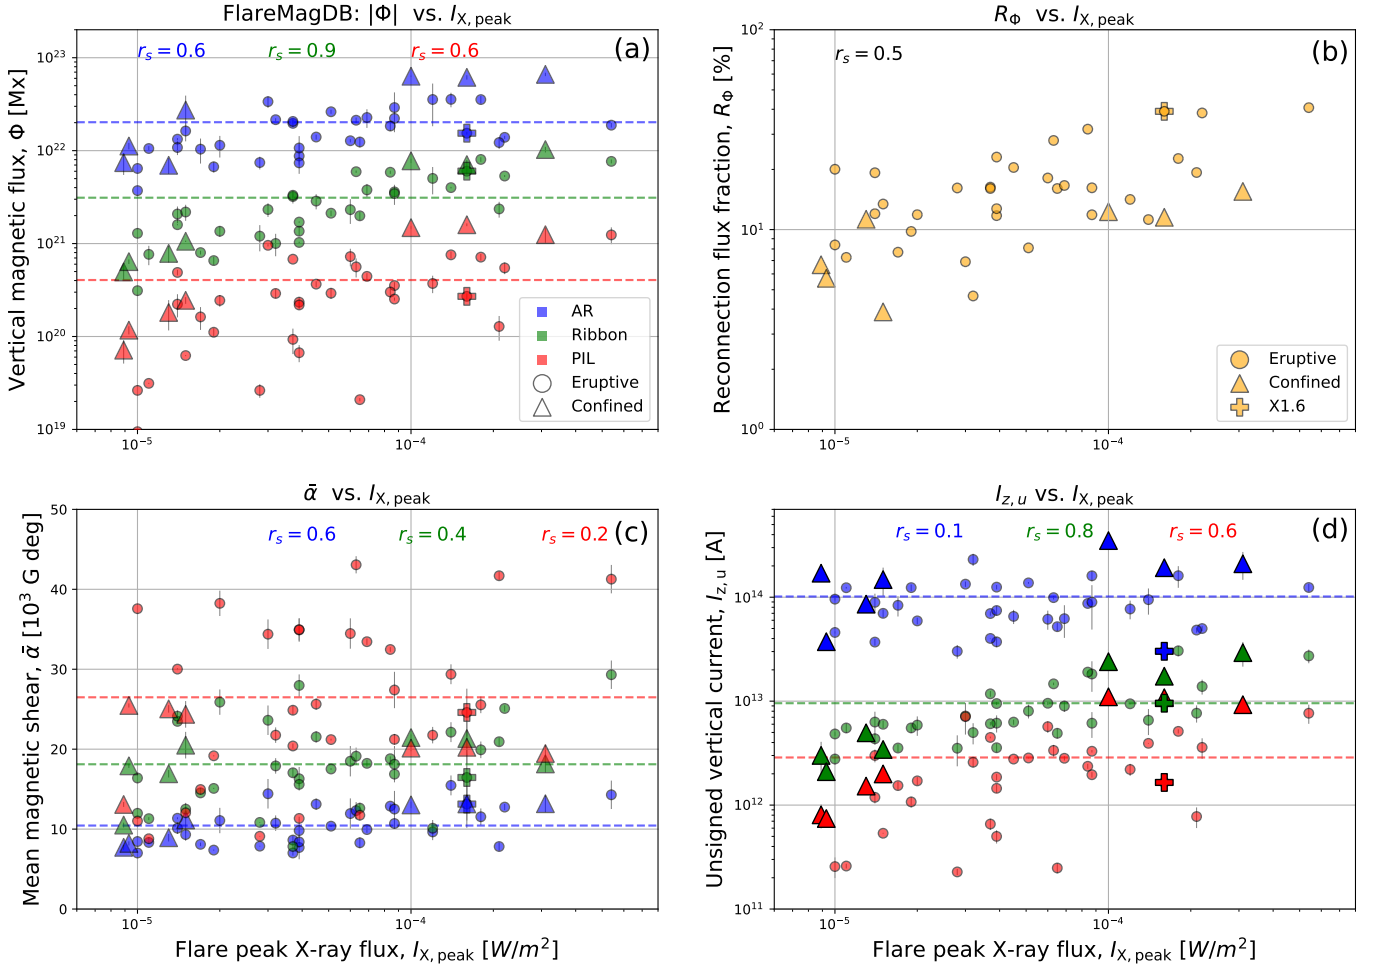 FlareMagDB: |Φ| vs. I_X,peak
r_s = 0.6
r_s = 0.9
r_s = 0.6
(a)
Vertical magnetic flux, Φ [Mx]
10^23
10^22
10^21
10^20
10^19
10^-5
10^-4
AR
Ribbon
PIL
Eruptive
Confined
R_Φ vs. I_X,peak
r_s = 0.5
(b)
Reconnection flux fraction, R_Φ [%]
10^2
10^1
10^0
10^-5
10^-4
Eruptive
Confined
X1.6
ᾱ vs. I_X,peak
r_s = 0.6
r_s = 0.4
r_s = 0.2
(c)
Mean magnetic shear, ᾱ [10^3 G deg]
50
40
30
20
10
0
10^-5
10^-4
Flare peak X-ray flux, I_X,peak [W/m^2]
I_z,u vs. I_X,peak
r_s = 0.1
r_s = 0.8
r_s = 0.6
(d)
Unsigned vertical current, I_z,u [A]
10^14
10^13
10^12
10^11
10^-5
10^-4
Flare peak X-ray flux, I_X,peak [W/m^2]